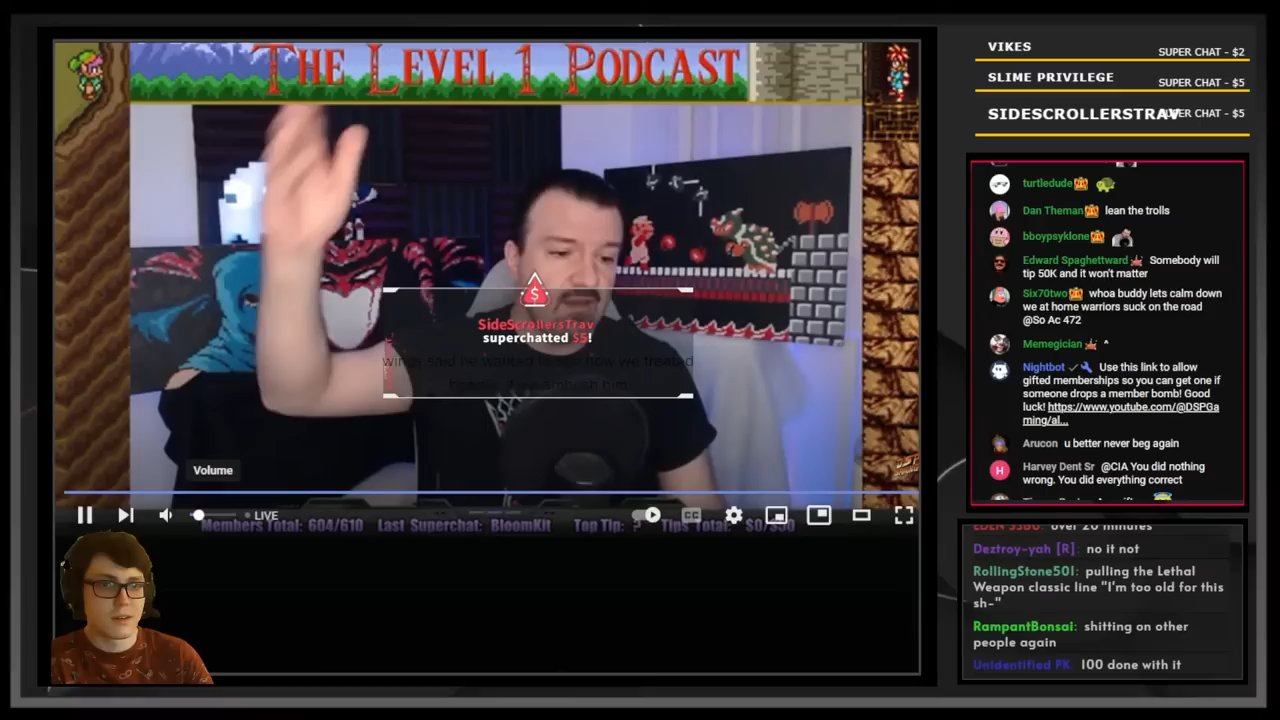 THE LEVEL 1 PODCAST
SideScrollersTrav
superchatted $5!
Volume
LIVE
CC
Members Total: 604/610 Last Superchat: BloomKit Top Tip: ? Tips Total: $0/$50
VIKES
SUPER CHAT - $2
SLIME PRIVILEGE
SUPER CHAT - $5
SIDESCROLLERSTRAV
SUPER CHAT - $5
turtledude
Dan Theman lean the trolls
bboypsyklone
Edward Spaghettward Somebody will
tip 50K and it won't matter
Six70two whoa buddy lets calm down
we at home warriors suck on the road
@So Ac 472
Memegician ^
Nightbot Use this link to allow
gifted memberships so you can get one if
someone drops a member bomb! Good
luck! https://www.youtube.com/@DSPGa
ming/al...
Arucon u better never beg again
H
Harvey Dent Sr @CIA You did nothing
wrong. You did everything correct
over 20 minutes
Deztroy-yah [R]: no it not
RollingStone501: pulling the Lethal
Weapon classic line "I'm too old for this
sh-"
RampantBonsai: shitting on other
people again
Unidentified PK: 100 done with it